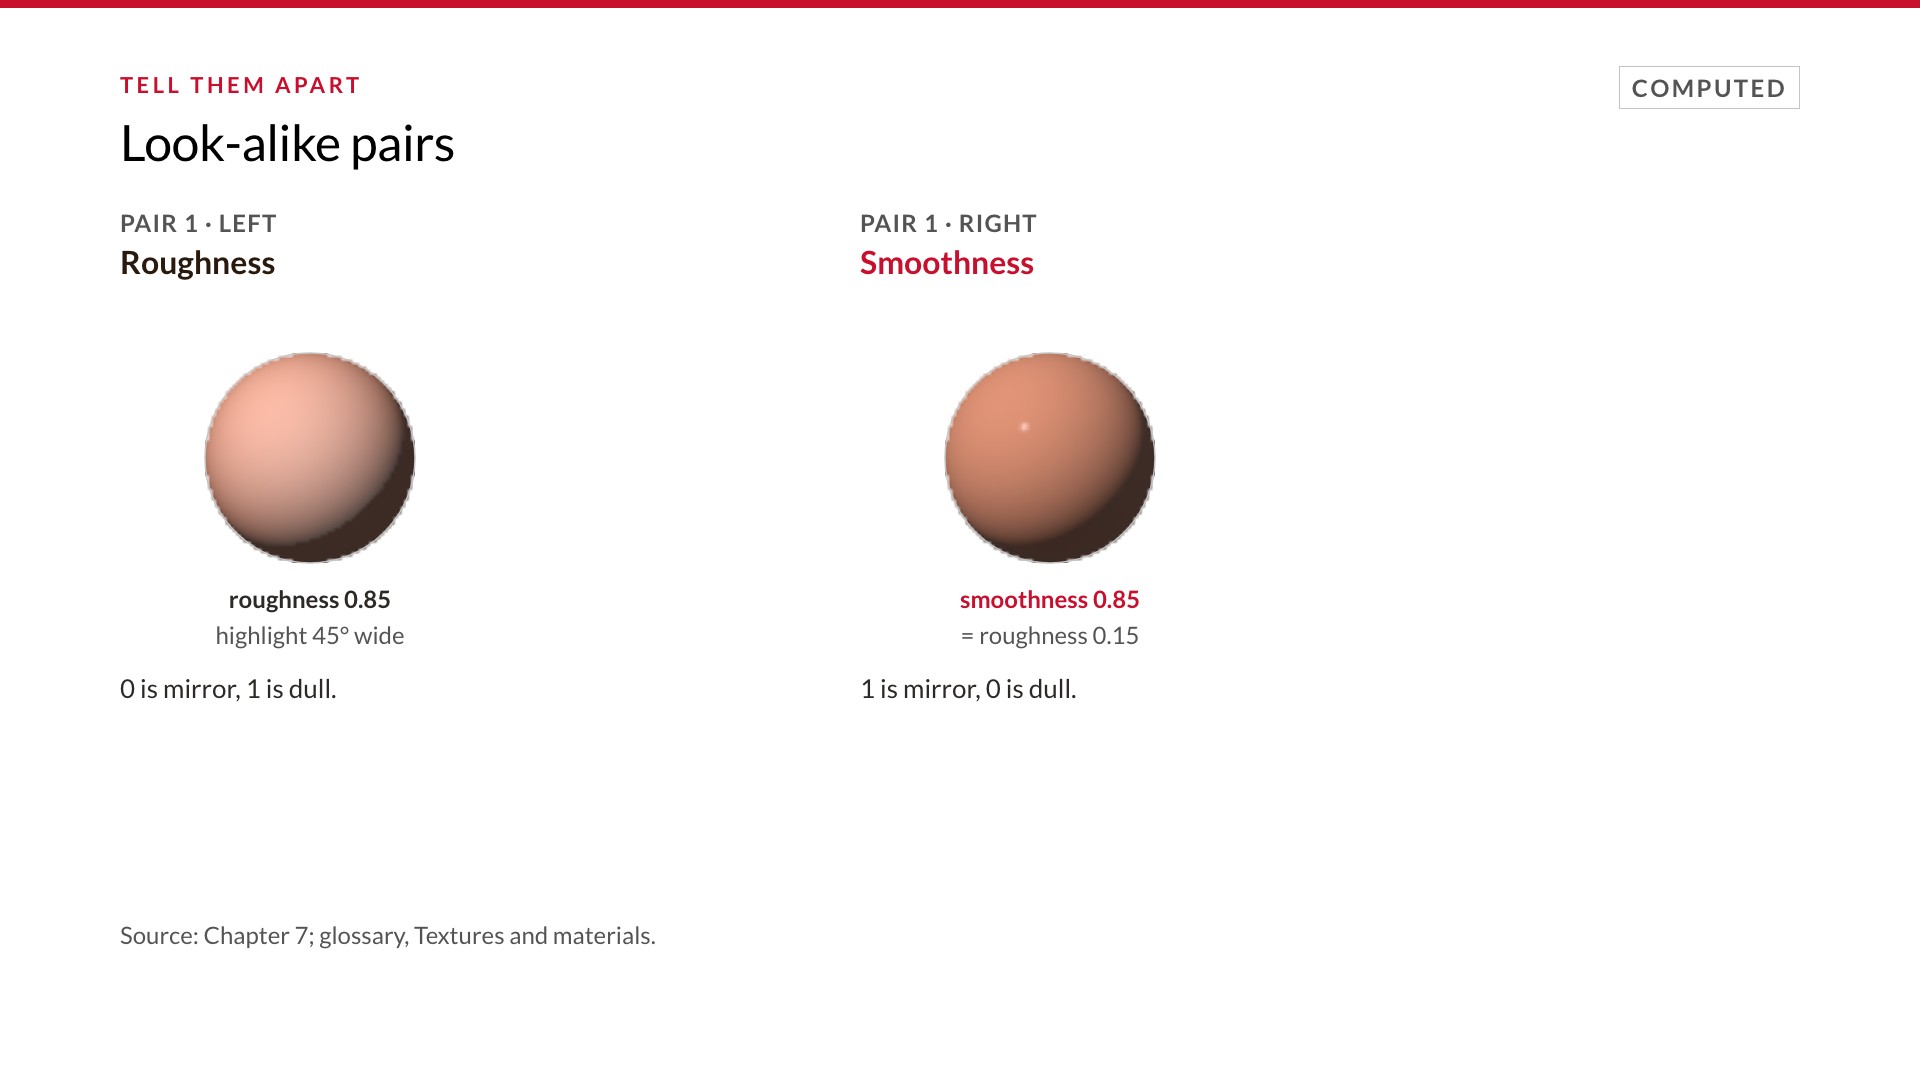 TELL THEM APART
COMPUTED
Look-alike pairs
PAIR 1 · LEFT
Roughness
roughness 0.85
highlight 45° wide
0 is mirror, 1 is dull.
PAIR 1 · RIGHT
Smoothness
smoothness 0.85
= roughness 0.15
1 is mirror, 0 is dull.
Source: Chapter 7; glossary, Textures and materials.